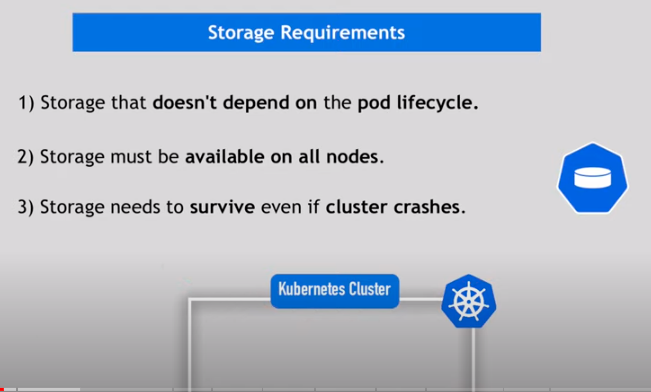 Storage Requirements
1) Storage that doesn't depend on the pod lifecycle.
2) Storage must be available on all nodes.
3) Storage needs to survive even if cluster crashes.
Kubernetes Cluster